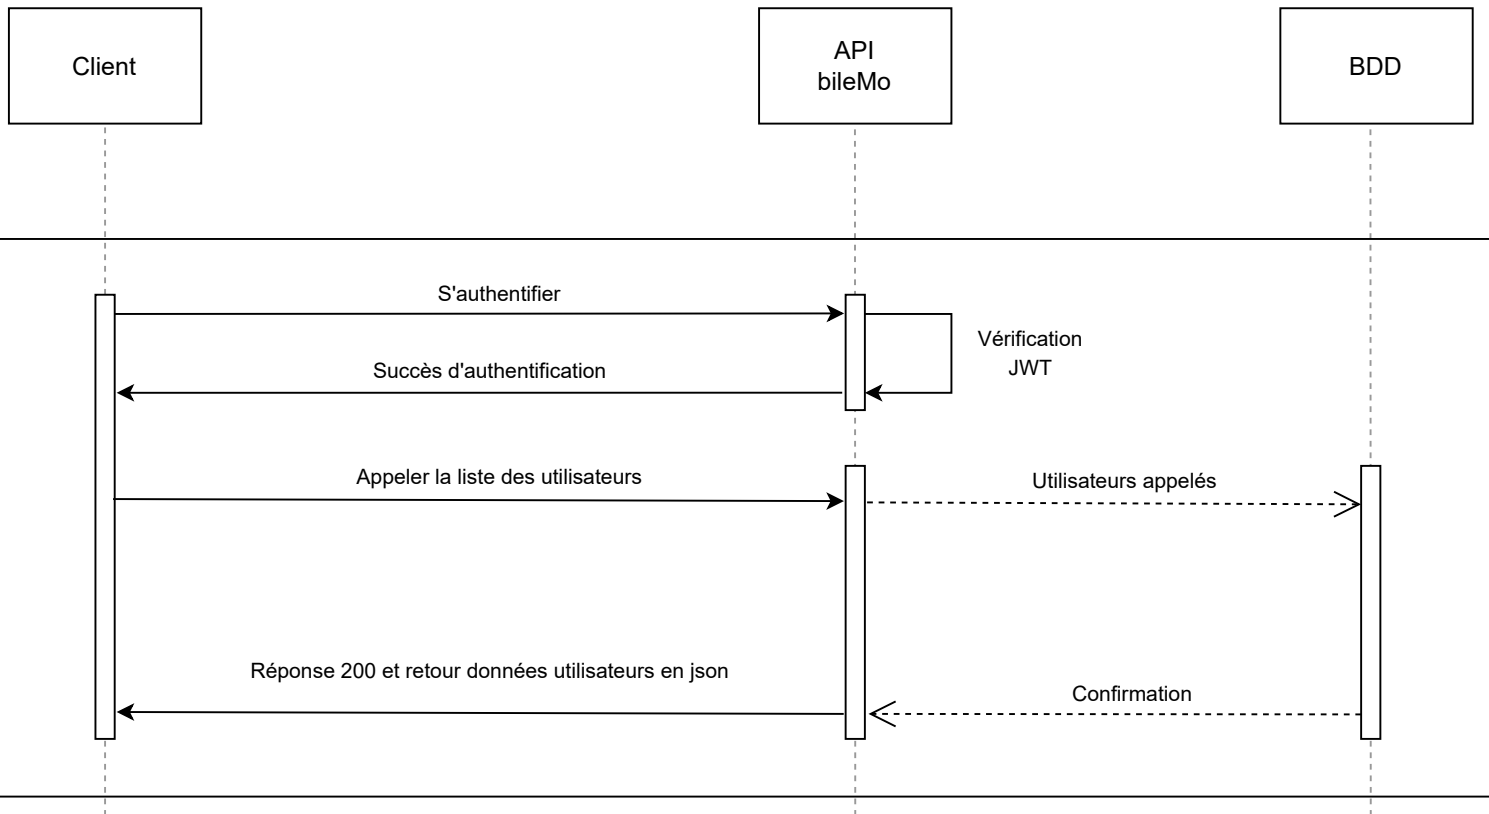 Client
API
bileMo
BDD
S'authentifier
Vérification
JWT
Succès d'authentification
Appeler la liste des utilisateurs
Utilisateurs appelés
Réponse 200 et retour données utilisateurs en json
Confirmation